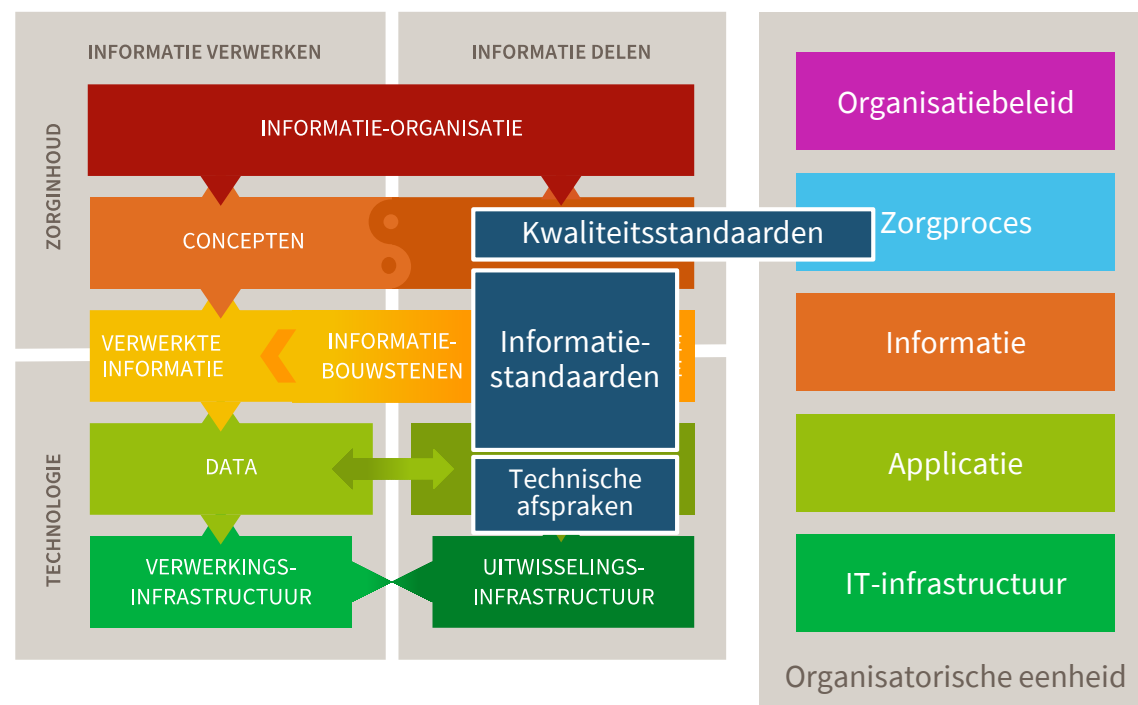 INFORMATIE VERWERKEN
INFORMATIE DELEN
ZORGINHOUD
TECHNOLOGIE
INFORMATIE-ORGANISATIE
CONCEPTEN
Kwaliteitsstandaarden
VERWERKTE
INFORMATIE
INFORMATIE-
BOUWSTENEN
Informatie-
standaarden
DATA
Technische
afspraken
VERWERKINGS-
INFRASTRUCTUUR
UITWISSELINGS-
INFRASTRUCTUUR
Organisatiebeleid
Zorgproces
Informatie
Applicatie
IT-infrastructuur
Organisatorische eenheid